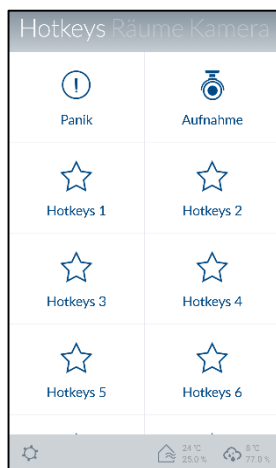 Hotkeys Räume Kamera
Panik Aufnahme
Hotkeys 1 Hotkeys 2
Hotkeys 3 Hotkeys 4
Hotkeys 5 Hotkeys 6
24 °C 8 °C
25.0 % 77.0 %